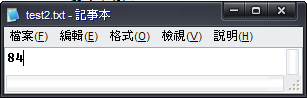 test2.txt - 記事本
檔案(F) 編輯(E) 格式(O) 檢視(V) 說明(H)
84